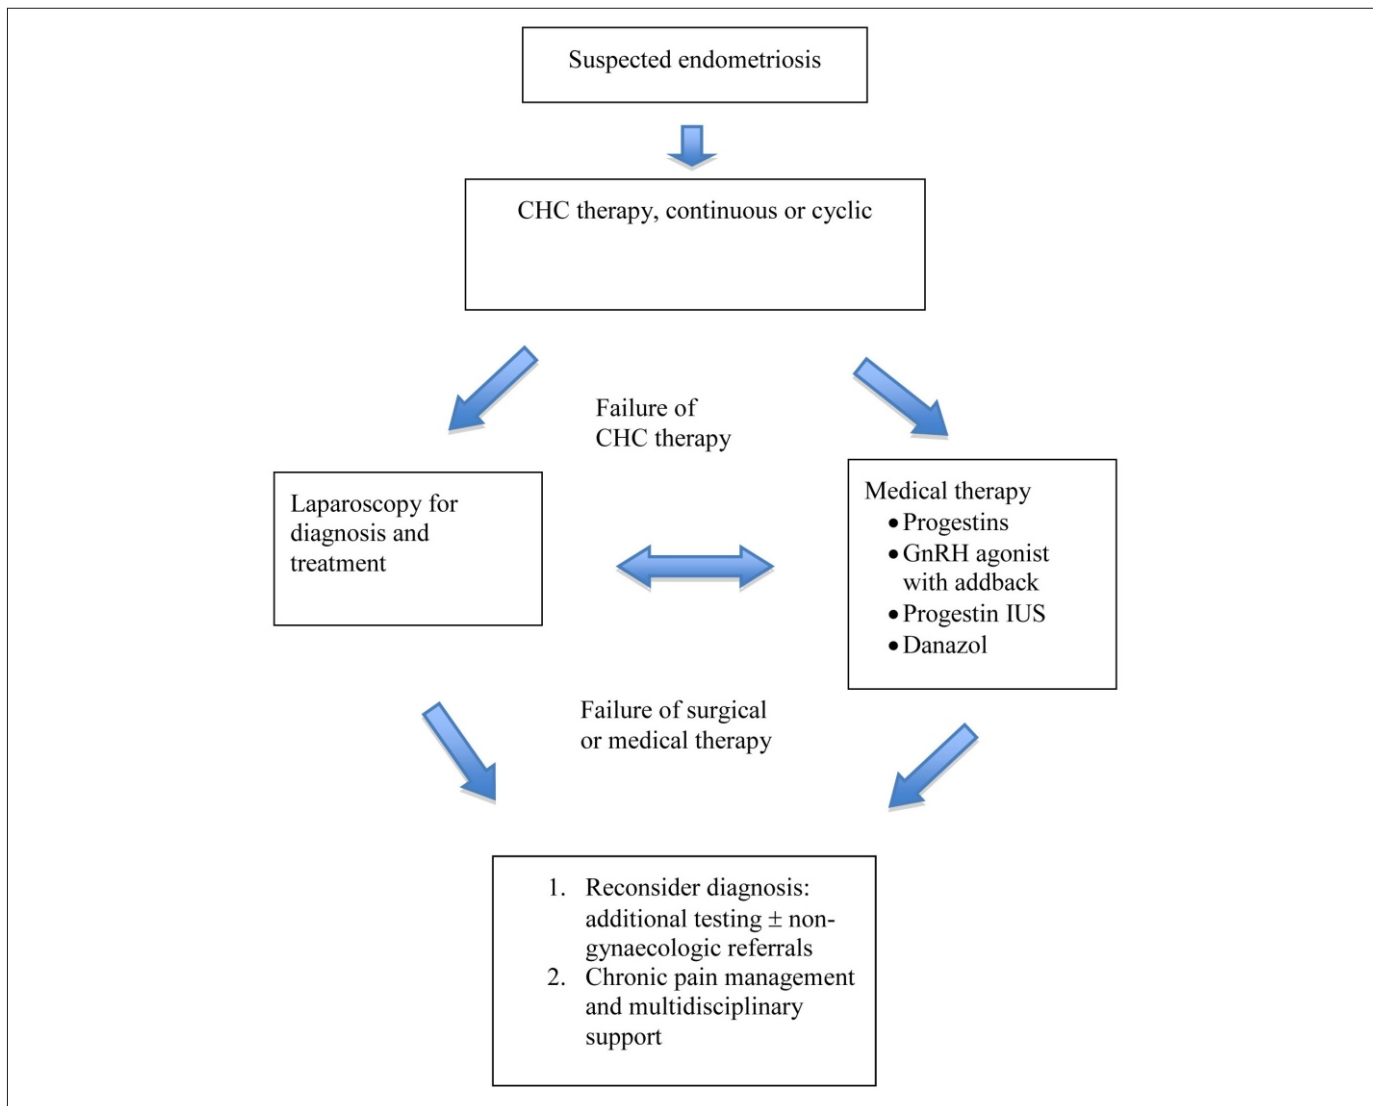 Suspected endometriosis
CHC therapy, continuous or cyclic
Failure of
CHC therapy
Laparoscopy for
diagnosis and
treatment
Medical therapy
• Progestins
• GnRH agonist
with addback
• Progestin IUS
• Danazol
Failure of surgical
or medical therapy
1. Reconsider diagnosis:
additional testing ± non-
gynaecologic referrals
2. Chronic pain management
and multidisciplinary
support